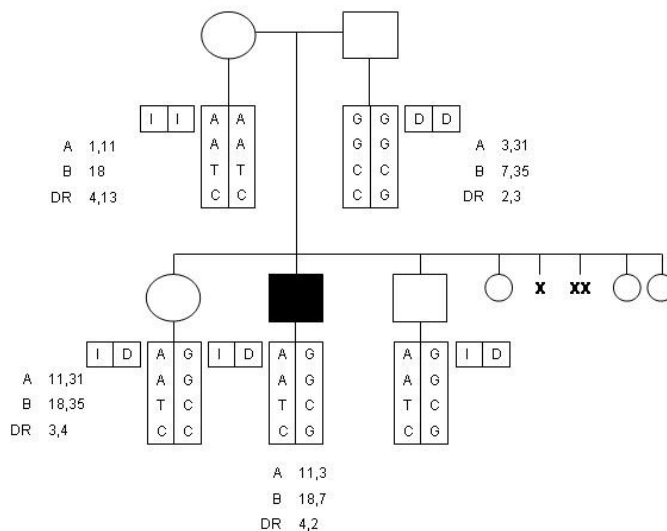 I I A A G G D D
A 1,11 A A G G A 3,31
B 18 T T C C B 7,35
DR 4,13 C C C G DR 2,3
X XX
I D A G I D A G A G I D
A 11,31 A G A G A G
B 18,35 T C T C T C
DR 3,4 C C C G C G
A 11,3
B 18,7
DR 4,2